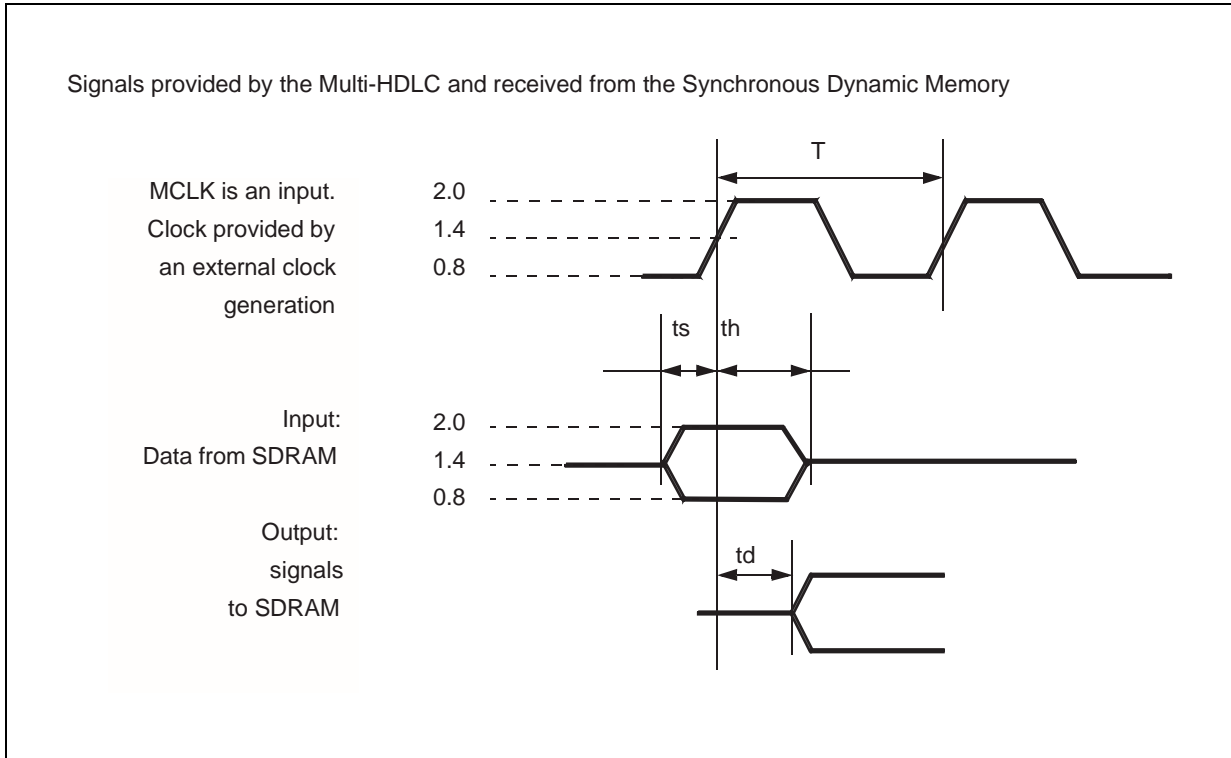 Signals provided by the Multi-HDLC and received from the Synchronous Dynamic Memory
T
MCLK is an input.
Clock provided by
an external clock
generation
2.0
1.4
0.8
ts
th
Input:
Data from SDRAM
2.0
1.4
0.8
Output:
signals
to SDRAM
td